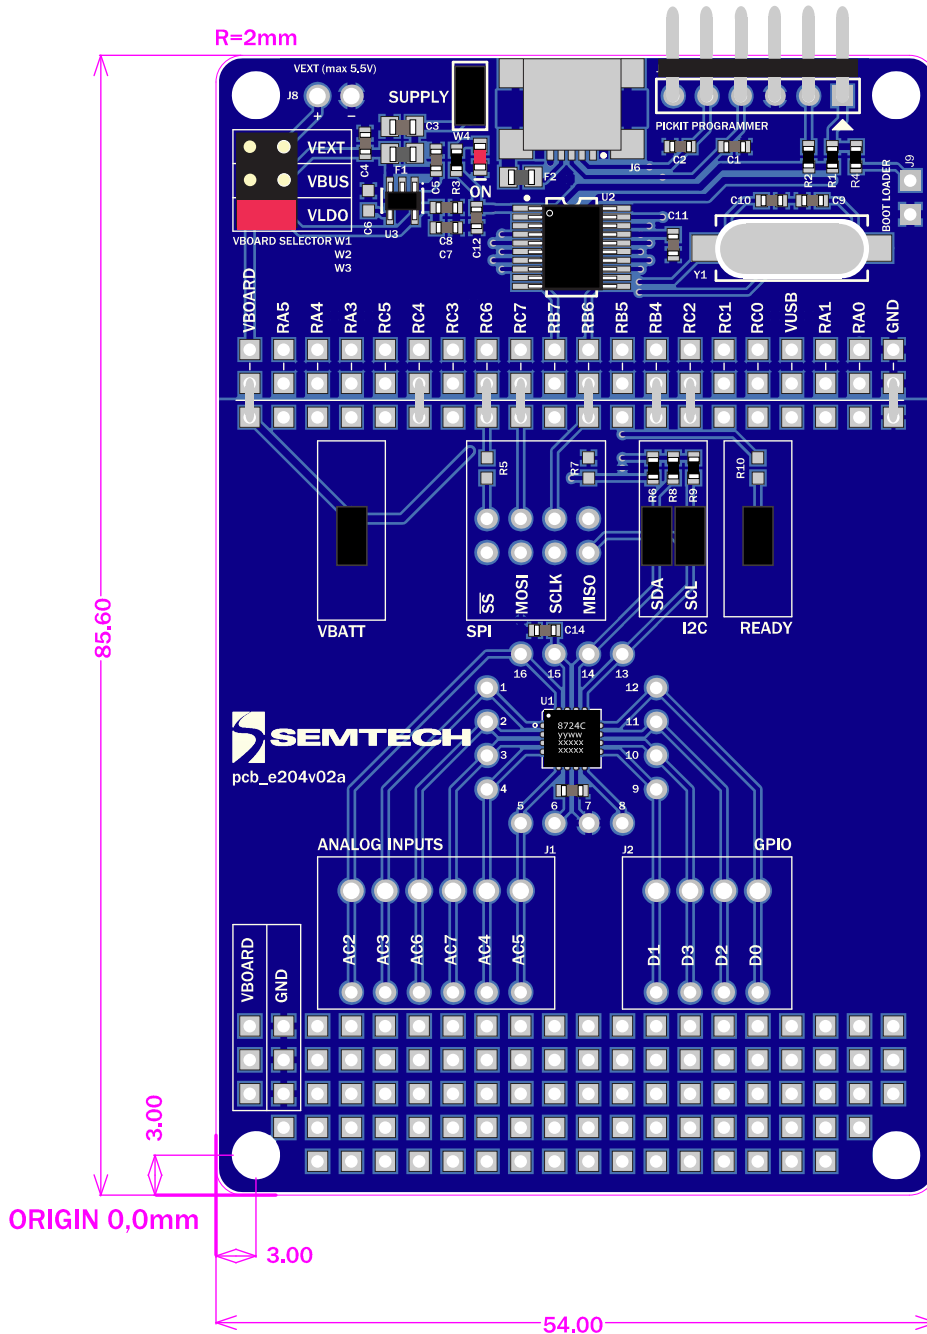 R=2mm
VEXT (max 5.5V)
J8
+ −
SUPPLY
W4
C3
C4
F1
C5
R3
ON
F2
J6
C2
C1
PICKIT PROGRAMMER
R2
R1
R4
J9
BOOT LOADER
VEXT
VBUS
VLDO
VBOARD SELECTOR W1
W2
W3
C6
U3
C8
C7
C12
U2
C11
C10
C9
Y1
VBOARD
RA5
RA4
RA3
RC5
RC4
RC3
RC6
RC7
RB7
RB6
RB5
RB4
RC2
RC1
RC0
VUSB
RA1
RA0
GND
R5
R7
R6
R8
R9
R10
SS
MOSI
SCLK
MISO
SDA
SCL
VBATT
SPI
I2C
READY
C14
16
15
14
13
1
2
3
4
U1
8724C
yyww
xxxxx
xxxxx
12
11
10
9
5
6
7
8
SEMTECH
pcb_e204v02a
ANALOG INPUTS
J1
J2
GPIO
AC2
AC3
AC6
AC7
AC4
AC5
D1
D3
D2
D0
VBOARD
GND
85.60
3.00
ORIGIN 0,0mm
3.00
54.00